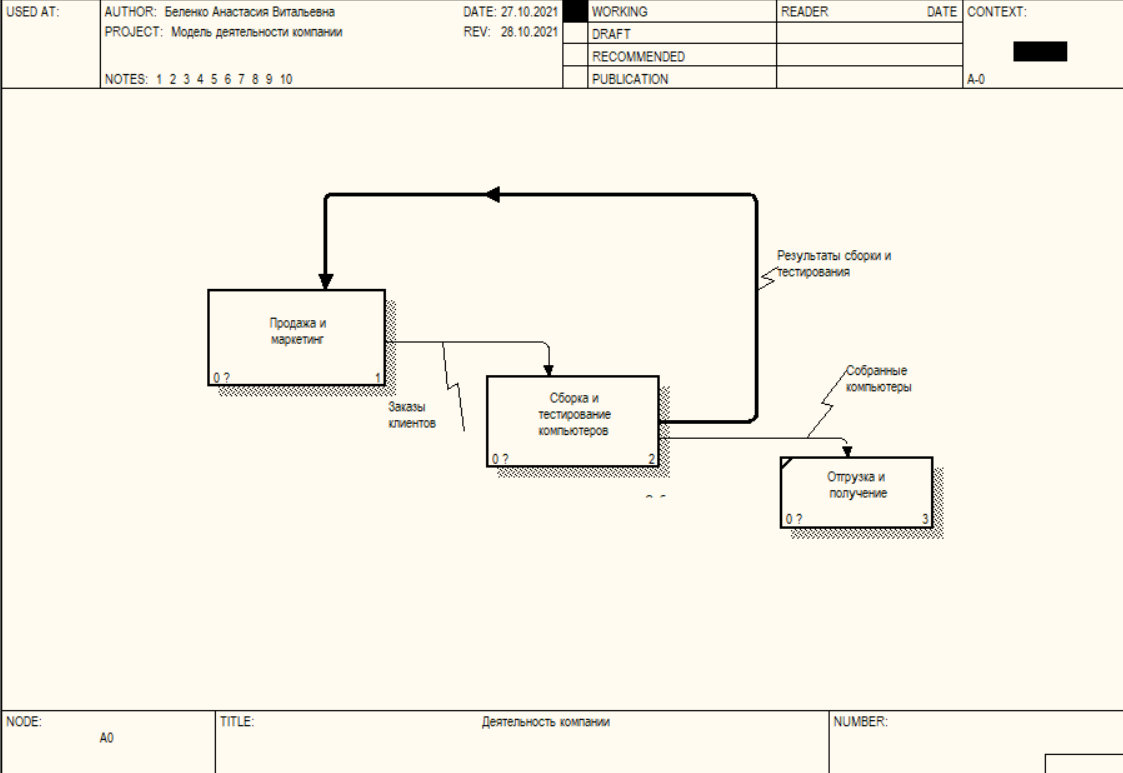 USED AT:
AUTHOR: Беленко Анастасия Витальевна
DATE: 27.10.2021
PROJECT: Модель деятельности компании
REV: 28.10.2021
NOTES: 1 2 3 4 5 6 7 8 9 10
WORKING
DRAFT
RECOMMENDED
PUBLICATION
READER
DATE
CONTEXT:
A-0
Результаты сборки и
тестирования
Продажа и
маркетинг
0 ?
1
Заказы
клиентов
Сборка и
тестирование
компьютеров
0 ?
2
Собранные
компьютеры
Отгрузка и
получение
0 ?
3
NODE:
A0
TITLE:
Деятельность компании
NUMBER: